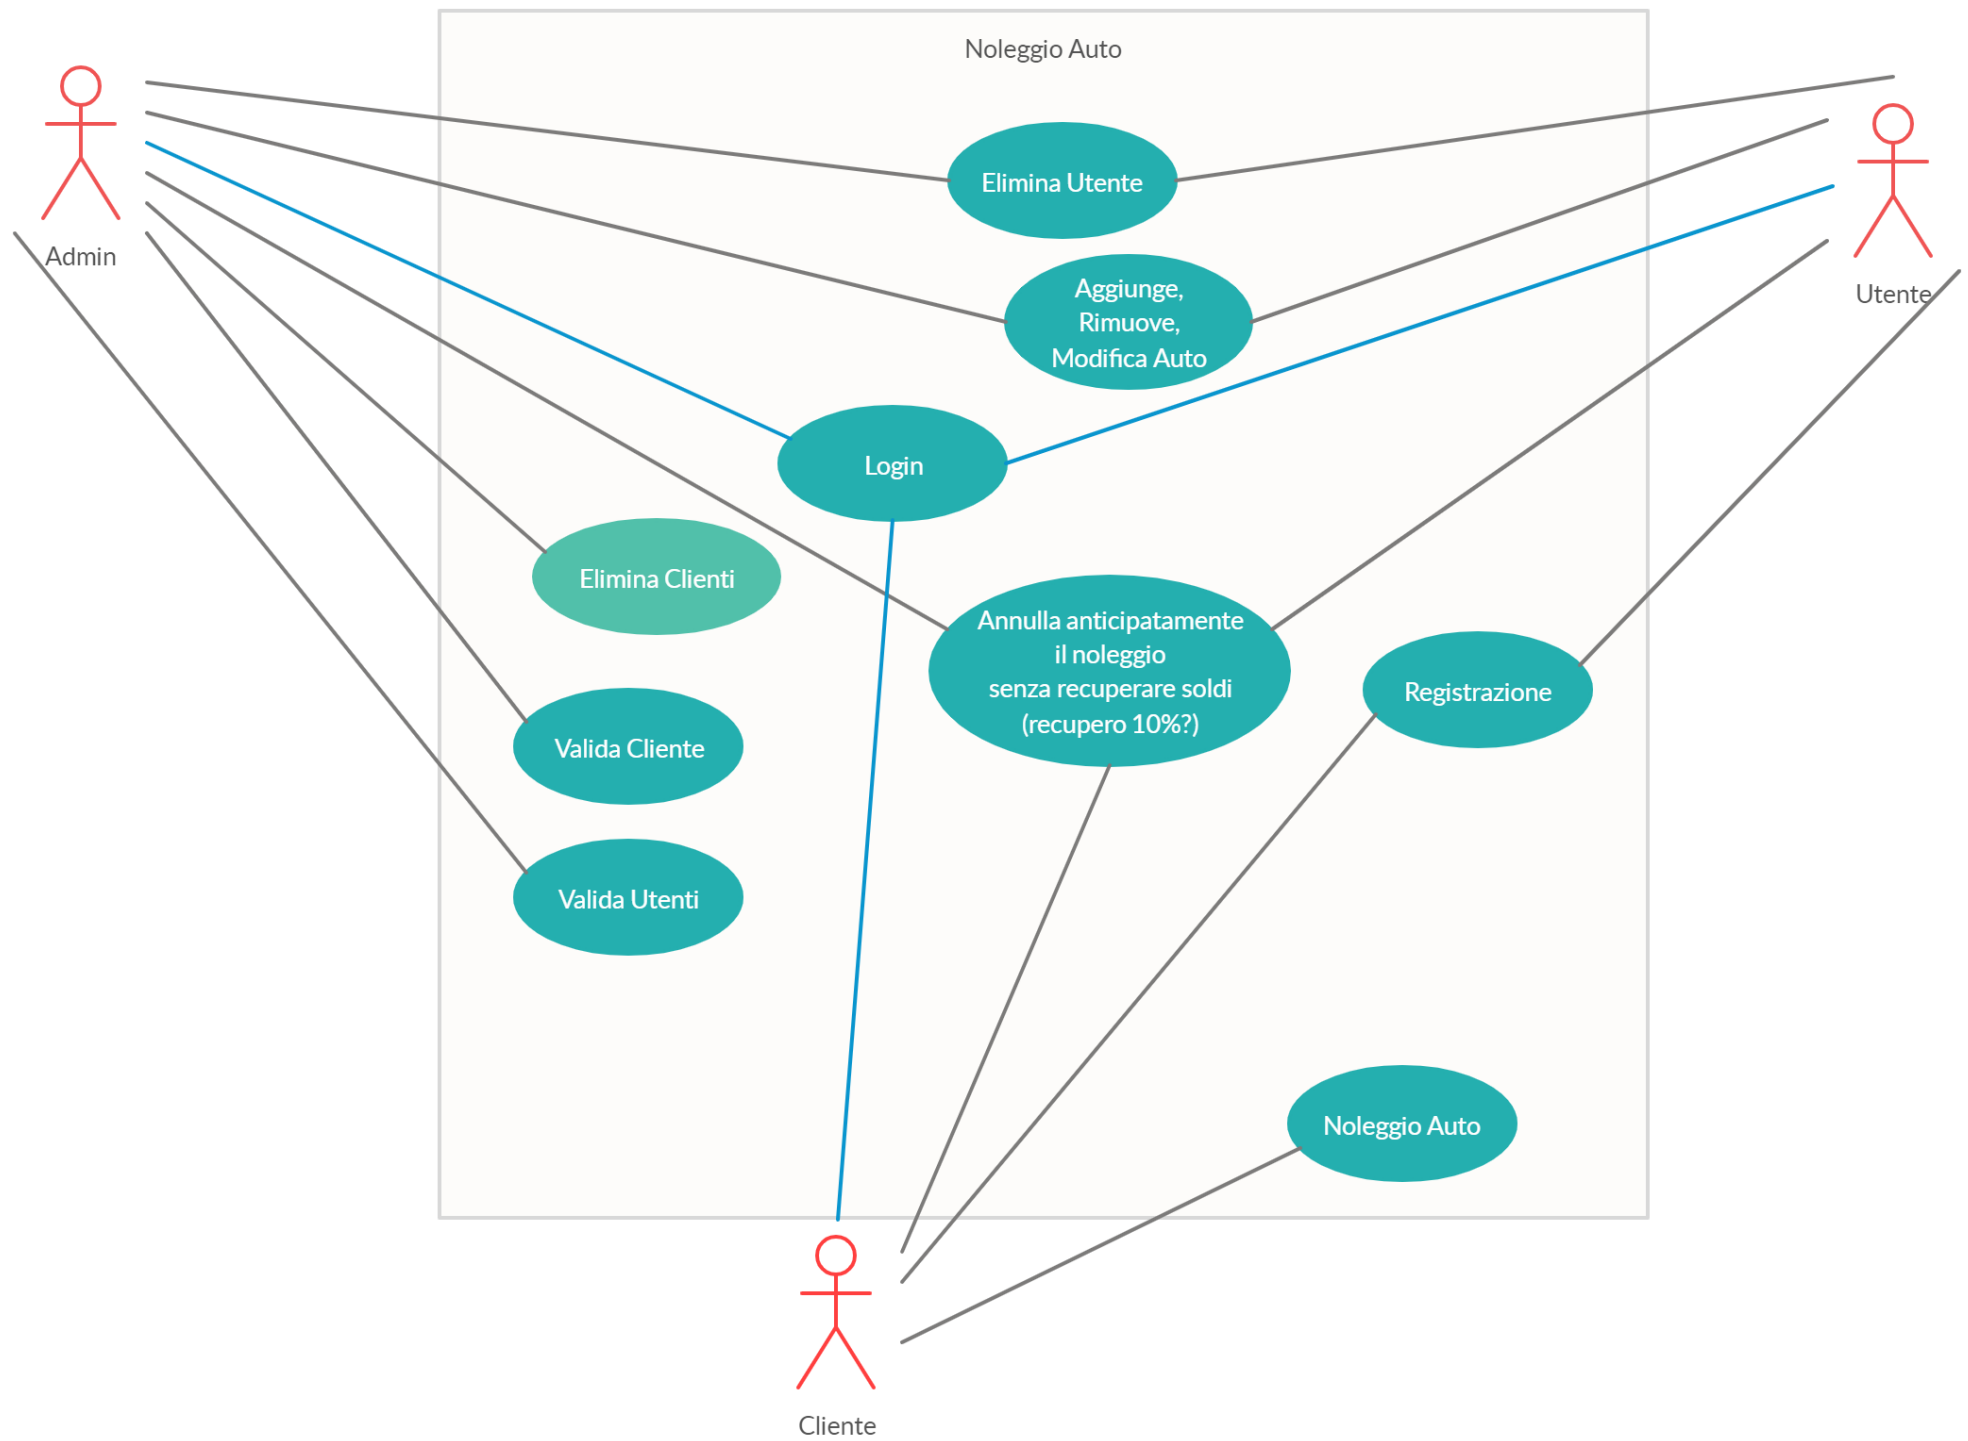 Noleggio Auto
Admin
Utente
Elimina Utente
Aggiunge,
Rimuove,
Modifica Auto
Login
Elimina Clienti
Annulla anticipatamente
il noleggio
senza recuperare soldi
(recupero 10%?)
Registrazione
Valida Cliente
Valida Utenti
Noleggio Auto
Cliente